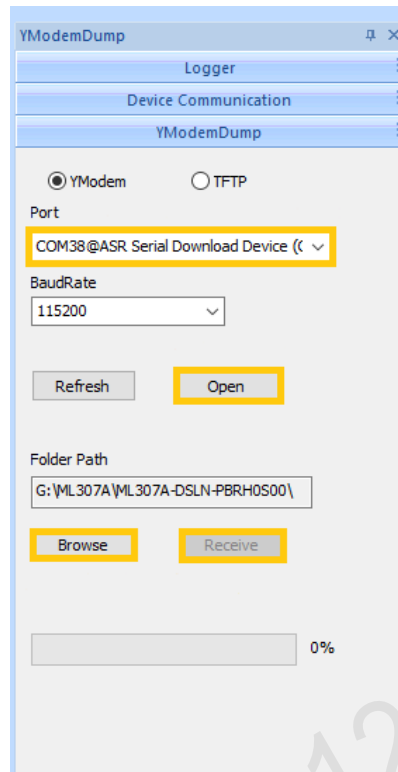 YModemDump
Logger
Device Communication
YModemDump
YModem TFTP
Port
COM38@ASR Serial Download Device ((
BaudRate
115200
Refresh Open
Folder Path
G:\ML307A\ML307A-DSLN-PBRH0S00\
Browse Receive
0%
12